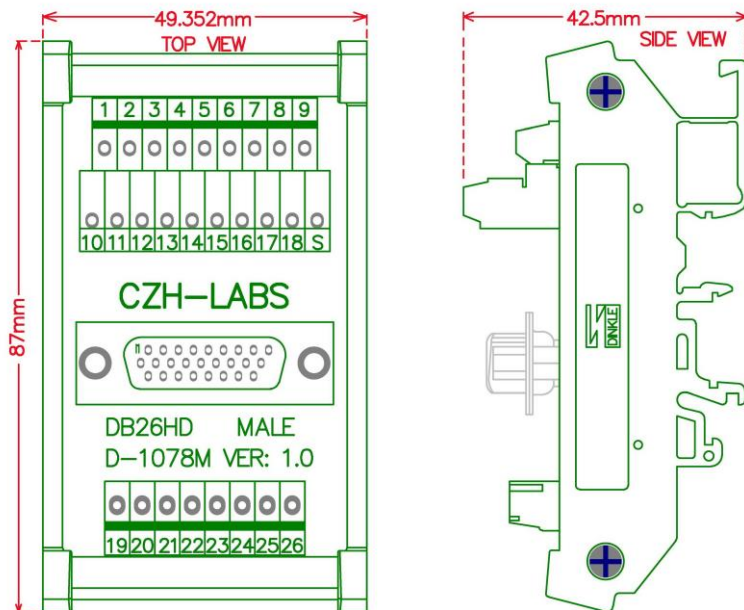 49.352mm
TOP VIEW
42.5mm
SIDE VIEW
87mm
1 2 3 4 5 6 7 8 9
10 11 12 13 14 15 16 17 18 S
CZH-LABS
DB26HD MALE
D-1078M VER: 1.0
19 20 21 22 23 24 25 26
DINKLE